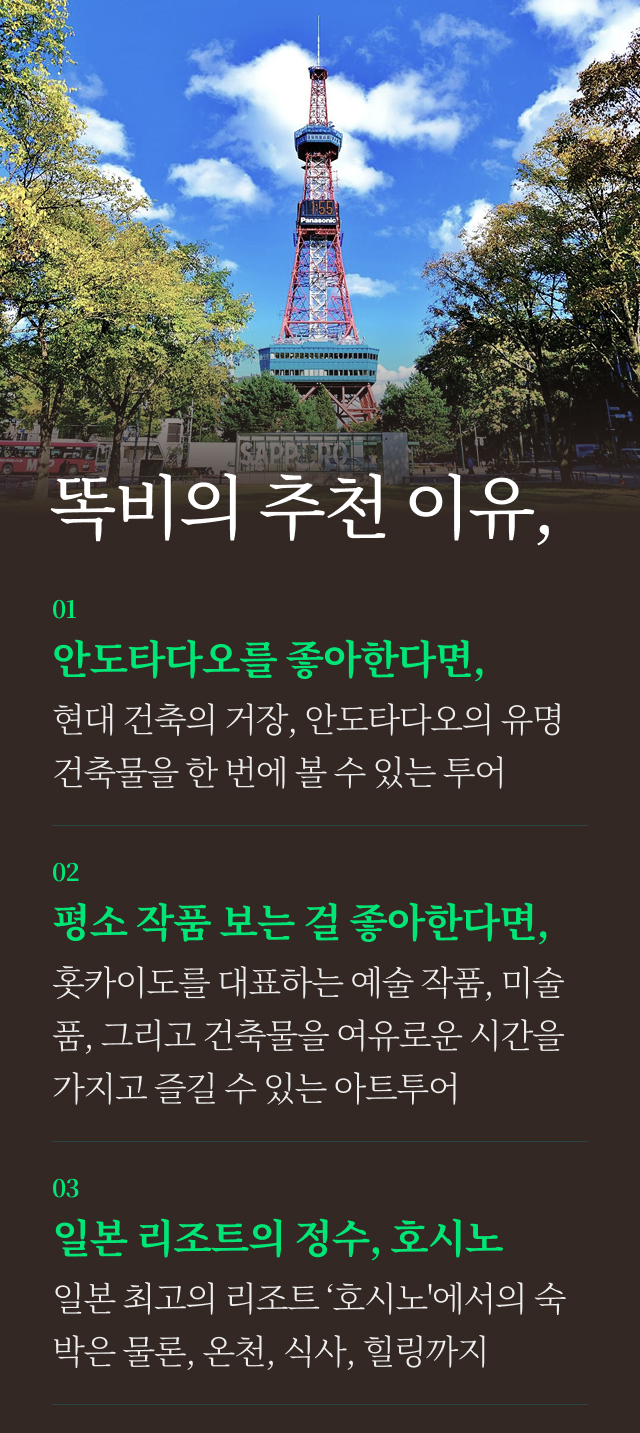 1:55
Panasonic
SAPPORO
똑비의 추천 이유,
01
안도타다오를 좋아한다면,
현대 건축의 거장, 안도타다오의 유명
건축물을 한 번에 볼 수 있는 투어
02
평소 작품 보는 걸 좋아한다면,
홋카이도를 대표하는 예술 작품, 미술
품, 그리고 건축물을 여유로운 시간을
가지고 즐길 수 있는 아트투어
03
일본 리조트의 정수, 호시노
일본 최고의 리조트 ‘호시노'에서의 숙
박은 물론, 온천, 식사, 힐링까지